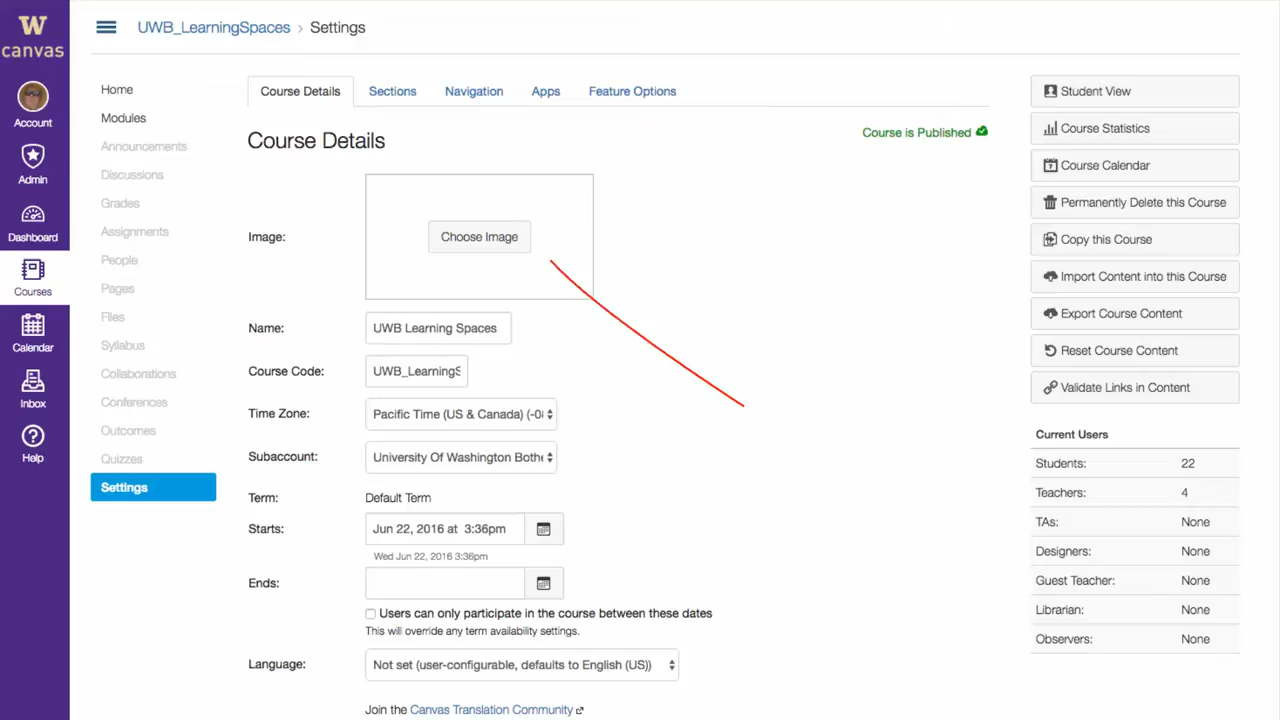 W
canvas
Account
Admin
Dashboard
Courses
Calendar
Inbox
Help
UWB_LearningSpaces › Settings
Home
Modules
Announcements
Discussions
Grades
Assignments
People
Pages
Files
Syllabus
Collaborations
Conferences
Outcomes
Quizzes
Settings
Course Details Sections Navigation Apps Feature Options
Course Details
Course is Published
Image:
Choose Image
Name: UWB Learning Spaces
Course Code: UWB_LearningS
Time Zone: Pacific Time (US & Canada) (-0
Subaccount: University Of Washington Bothe
Term: Default Term
Starts: Jun 22, 2016 at 3:36pm
Wed Jun 22, 2016 3:36pm
Ends:
Users can only participate in the course between these dates
This will override any term availability settings.
Language: Not set (user-configurable, defaults to English (US))
Join the Canvas Translation Community
Student View
Course Statistics
Course Calendar
Permanently Delete this Course
Copy this Course
Import Content into this Course
Export Course Content
Reset Course Content
Validate Links in Content
Current Users
Students: 22
Teachers: 4
TAs: None
Designers: None
Guest Teacher: None
Librarian: None
Observers: None